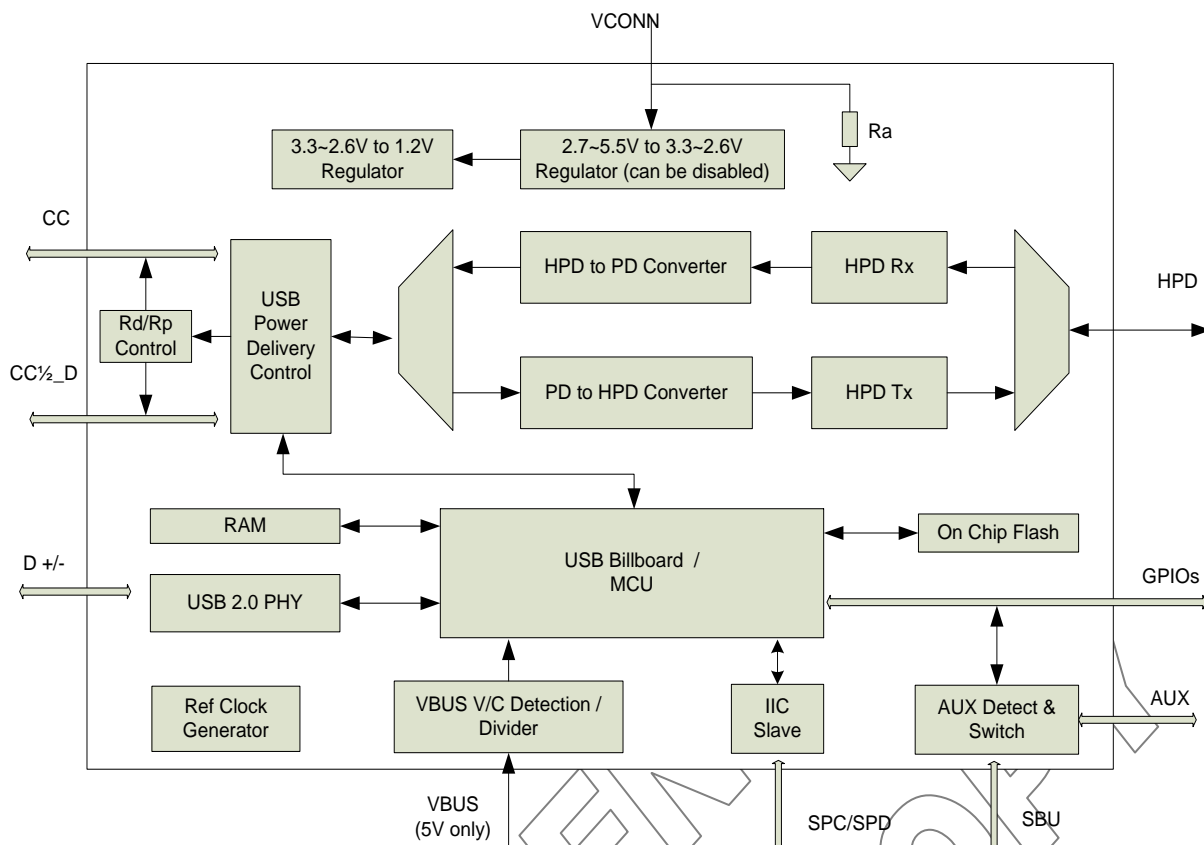 VCONN
Ra
3.3~2.6V to 1.2V
Regulator
2.7~5.5V to 3.3~2.6V
Regulator (can be disabled)
CC
HPD to PD Converter
HPD Rx
HPD
USB
Power
Delivery
Control
Rd/Rp
Control
CC½_D
PD to HPD Converter
HPD Tx
RAM
USB Billboard /
MCU
On Chip Flash
D +/-
USB 2.0 PHY
GPIOs
Ref Clock
Generator
VBUS V/C Detection /
Divider
IIC
Slave
AUX Detect &
Switch
AUX
VBUS
(5V only)
SPC/SPD
SBU